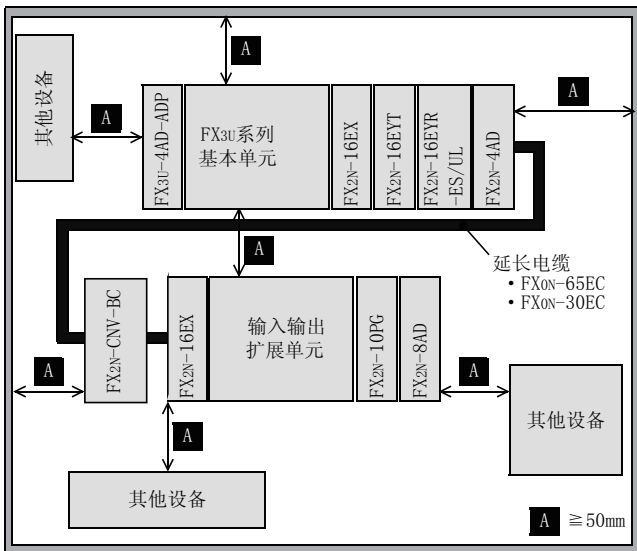 A
其他设备
A
A
FX3U-4AD-ADP
FX3U系列
基本单元
FX2N-16EX
FX2N-16EYT
FX2N-16EYR
-ES/UL
FX2N-4AD
A
延长电缆
• FX0N-65EC
• FX0N-30EC
FX2N-CNV-BC
FX2N-16EX
输入输出
扩展单元
FX2N-10PG
FX2N-8AD
A
A
其他设备
A
其他设备
A ≧50mm